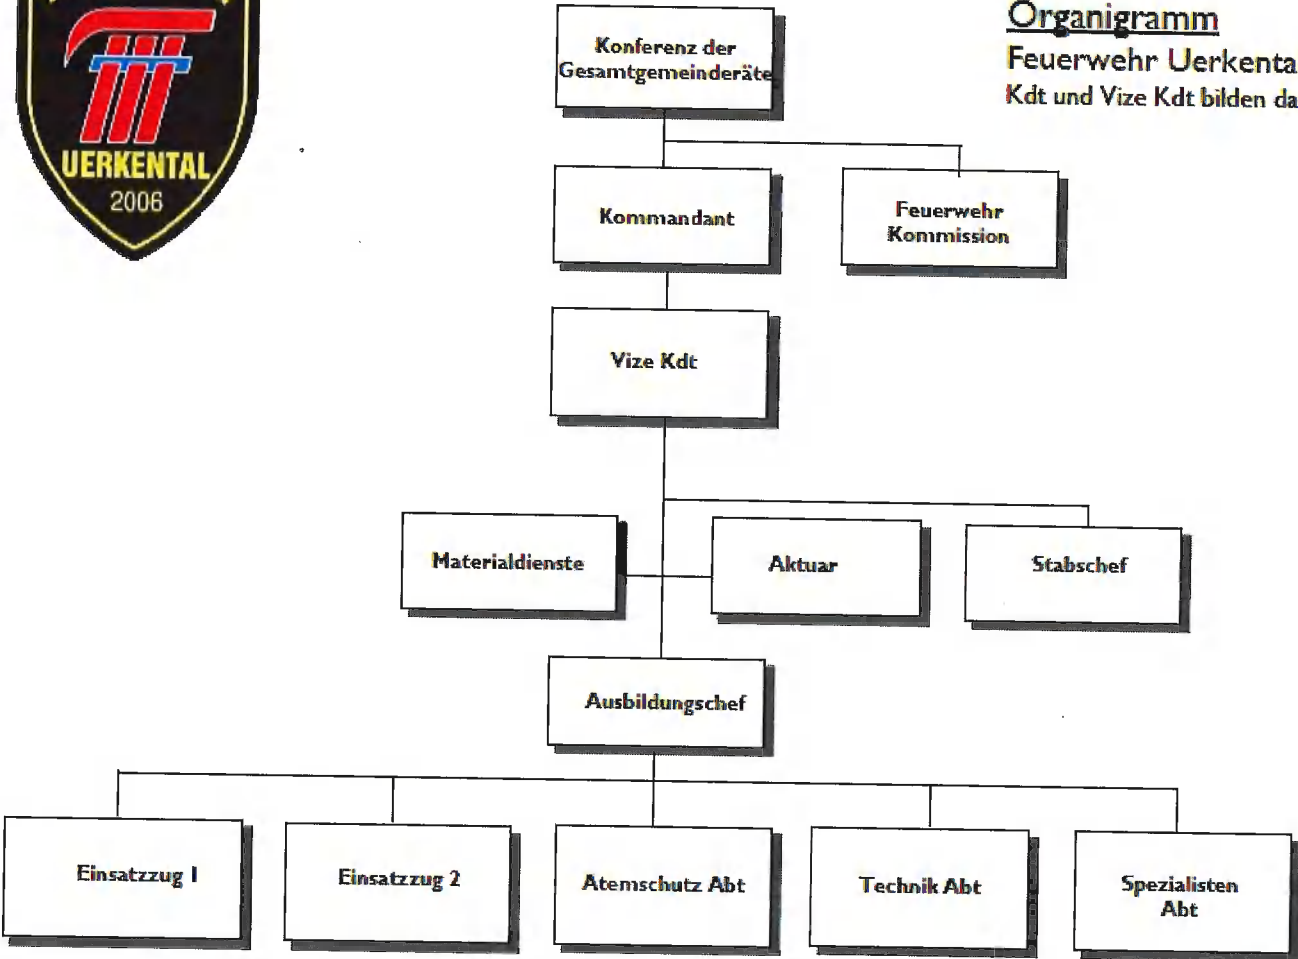 UERKENTAL
2006
Organigramm
Feuerwehr Uerkenta
Kdt und Vize Kdt bilden da
Konferenz der
Gesamtgemeinderäte
Kommandant
Feuerwehr
Kommission
Vize Kdt
Materialdienste
Aktuar
Stabschef
Ausbildungschef
Einsatzzug 1
Einsatzzug 2
Atemschutz Abt
Technik Abt
Spezialisten
Abt